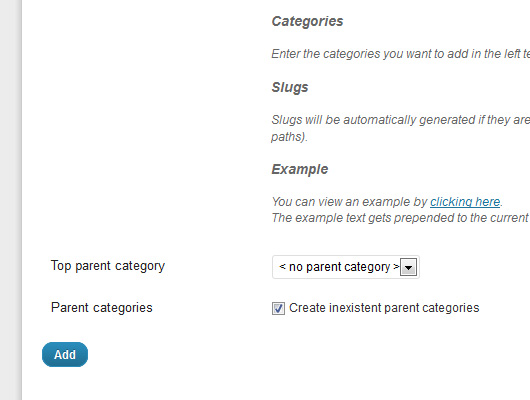 Categories
Enter the categories you want to add in the left
Slugs
Slugs will be automatically generated if they are
paths).
Example
You can view an example by clicking here.
The example text gets prepended to the current
Top parent category
< no parent category >
Parent categories
Create inexistent parent categories
Add